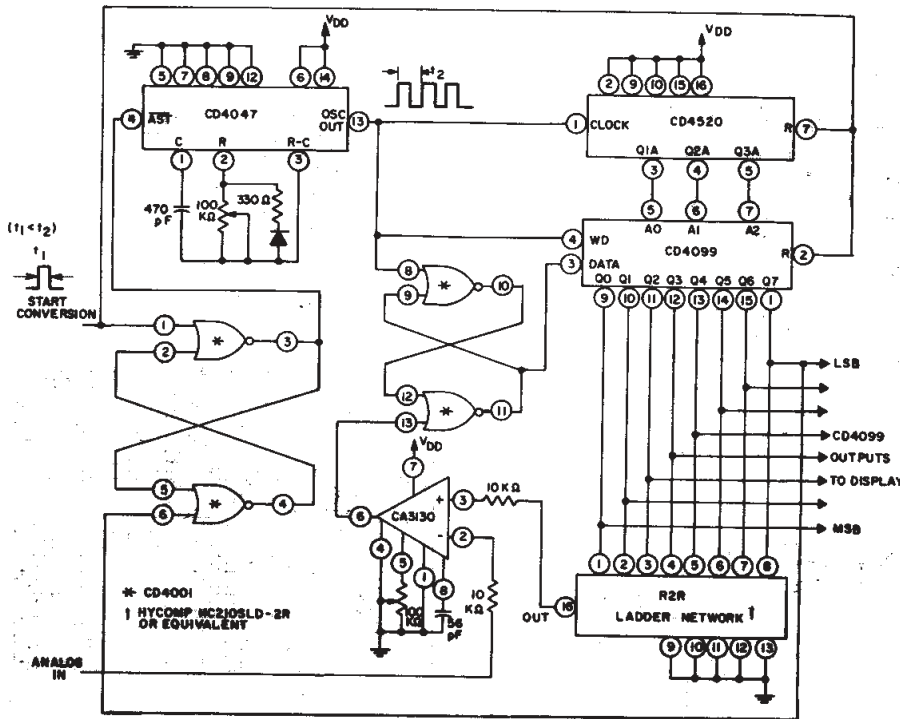 VDD
VDD
5 7 8 9 12
6 14
t2
2 9 10 15 16
4 AST
CD4047
OSC OUT 13
1 CLOCK
CD4520
R 7
C R R-C
1 2 3
Q1A Q2A Q3A
3 4 5
470 pF
100 KΩ
330 Ω
5 6 7
A0 A1 A2
4 WD
CD4099
R 2
3 DATA
Q0 Q1 Q2 Q3 Q4 Q5 Q6 Q7
9 10 11 12 13 14 15 1
(t1 < t2)
t1
START CONVERSION
8
9
*
10
1
2
*
3
LSB
12
13
*
11
CD4099
OUTPUTS
TO DISPLAY
MSB
VDD
7
5
6
*
4
6
CA3130
+ 3
- 2
10 KΩ
4 5 1 8
100 KΩ
56 pF
10 KΩ
1 2 3 4 5 6 7 8
R2R
LADDER NETWORK †
OUT 16
9 10 11 12 13
* CD4001
† HYCOMP MC210SLD-2R
OR EQUIVALENT
ANALOG IN